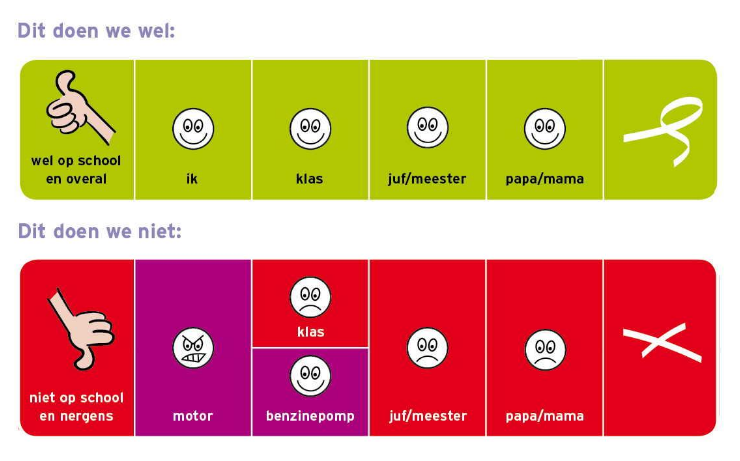 Dit doen we wel:
wel op school
en overal
ik
klas
juf/meester
papa/mama
Dit doen we niet:
niet op school
en nergens
motor
klas
benzinepomp
juf/meester
papa/mama